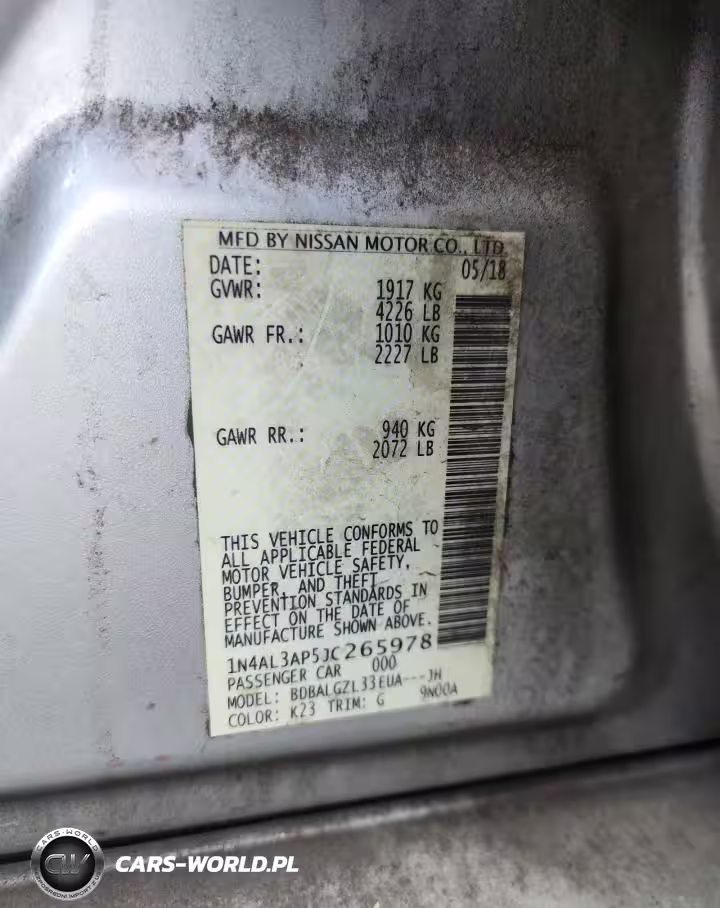 MFD BY NISSAN MOTOR CO., LTD.
DATE: 05/18
GVWR: 1917 KG
4226 LB
GAWR FR.: 1010 KG
2227 LB
GAWR RR.: 940 KG
2072 LB
THIS VEHICLE CONFORMS TO
ALL APPLICABLE FEDERAL
MOTOR VEHICLE SAFETY,
BUMPER, AND THEFT
PREVENTION STANDARDS IN
EFFECT ON THE DATE OF
MANUFACTURE SHOWN ABOVE.
1N4AL3AP5JC265978
PASSENGER CAR 000
MODEL: BDBALGZL33EUA---JH
COLOR: K23 TRIM: G 9N00A
CARS-WORLD
CW
CARS-WORLD.PL